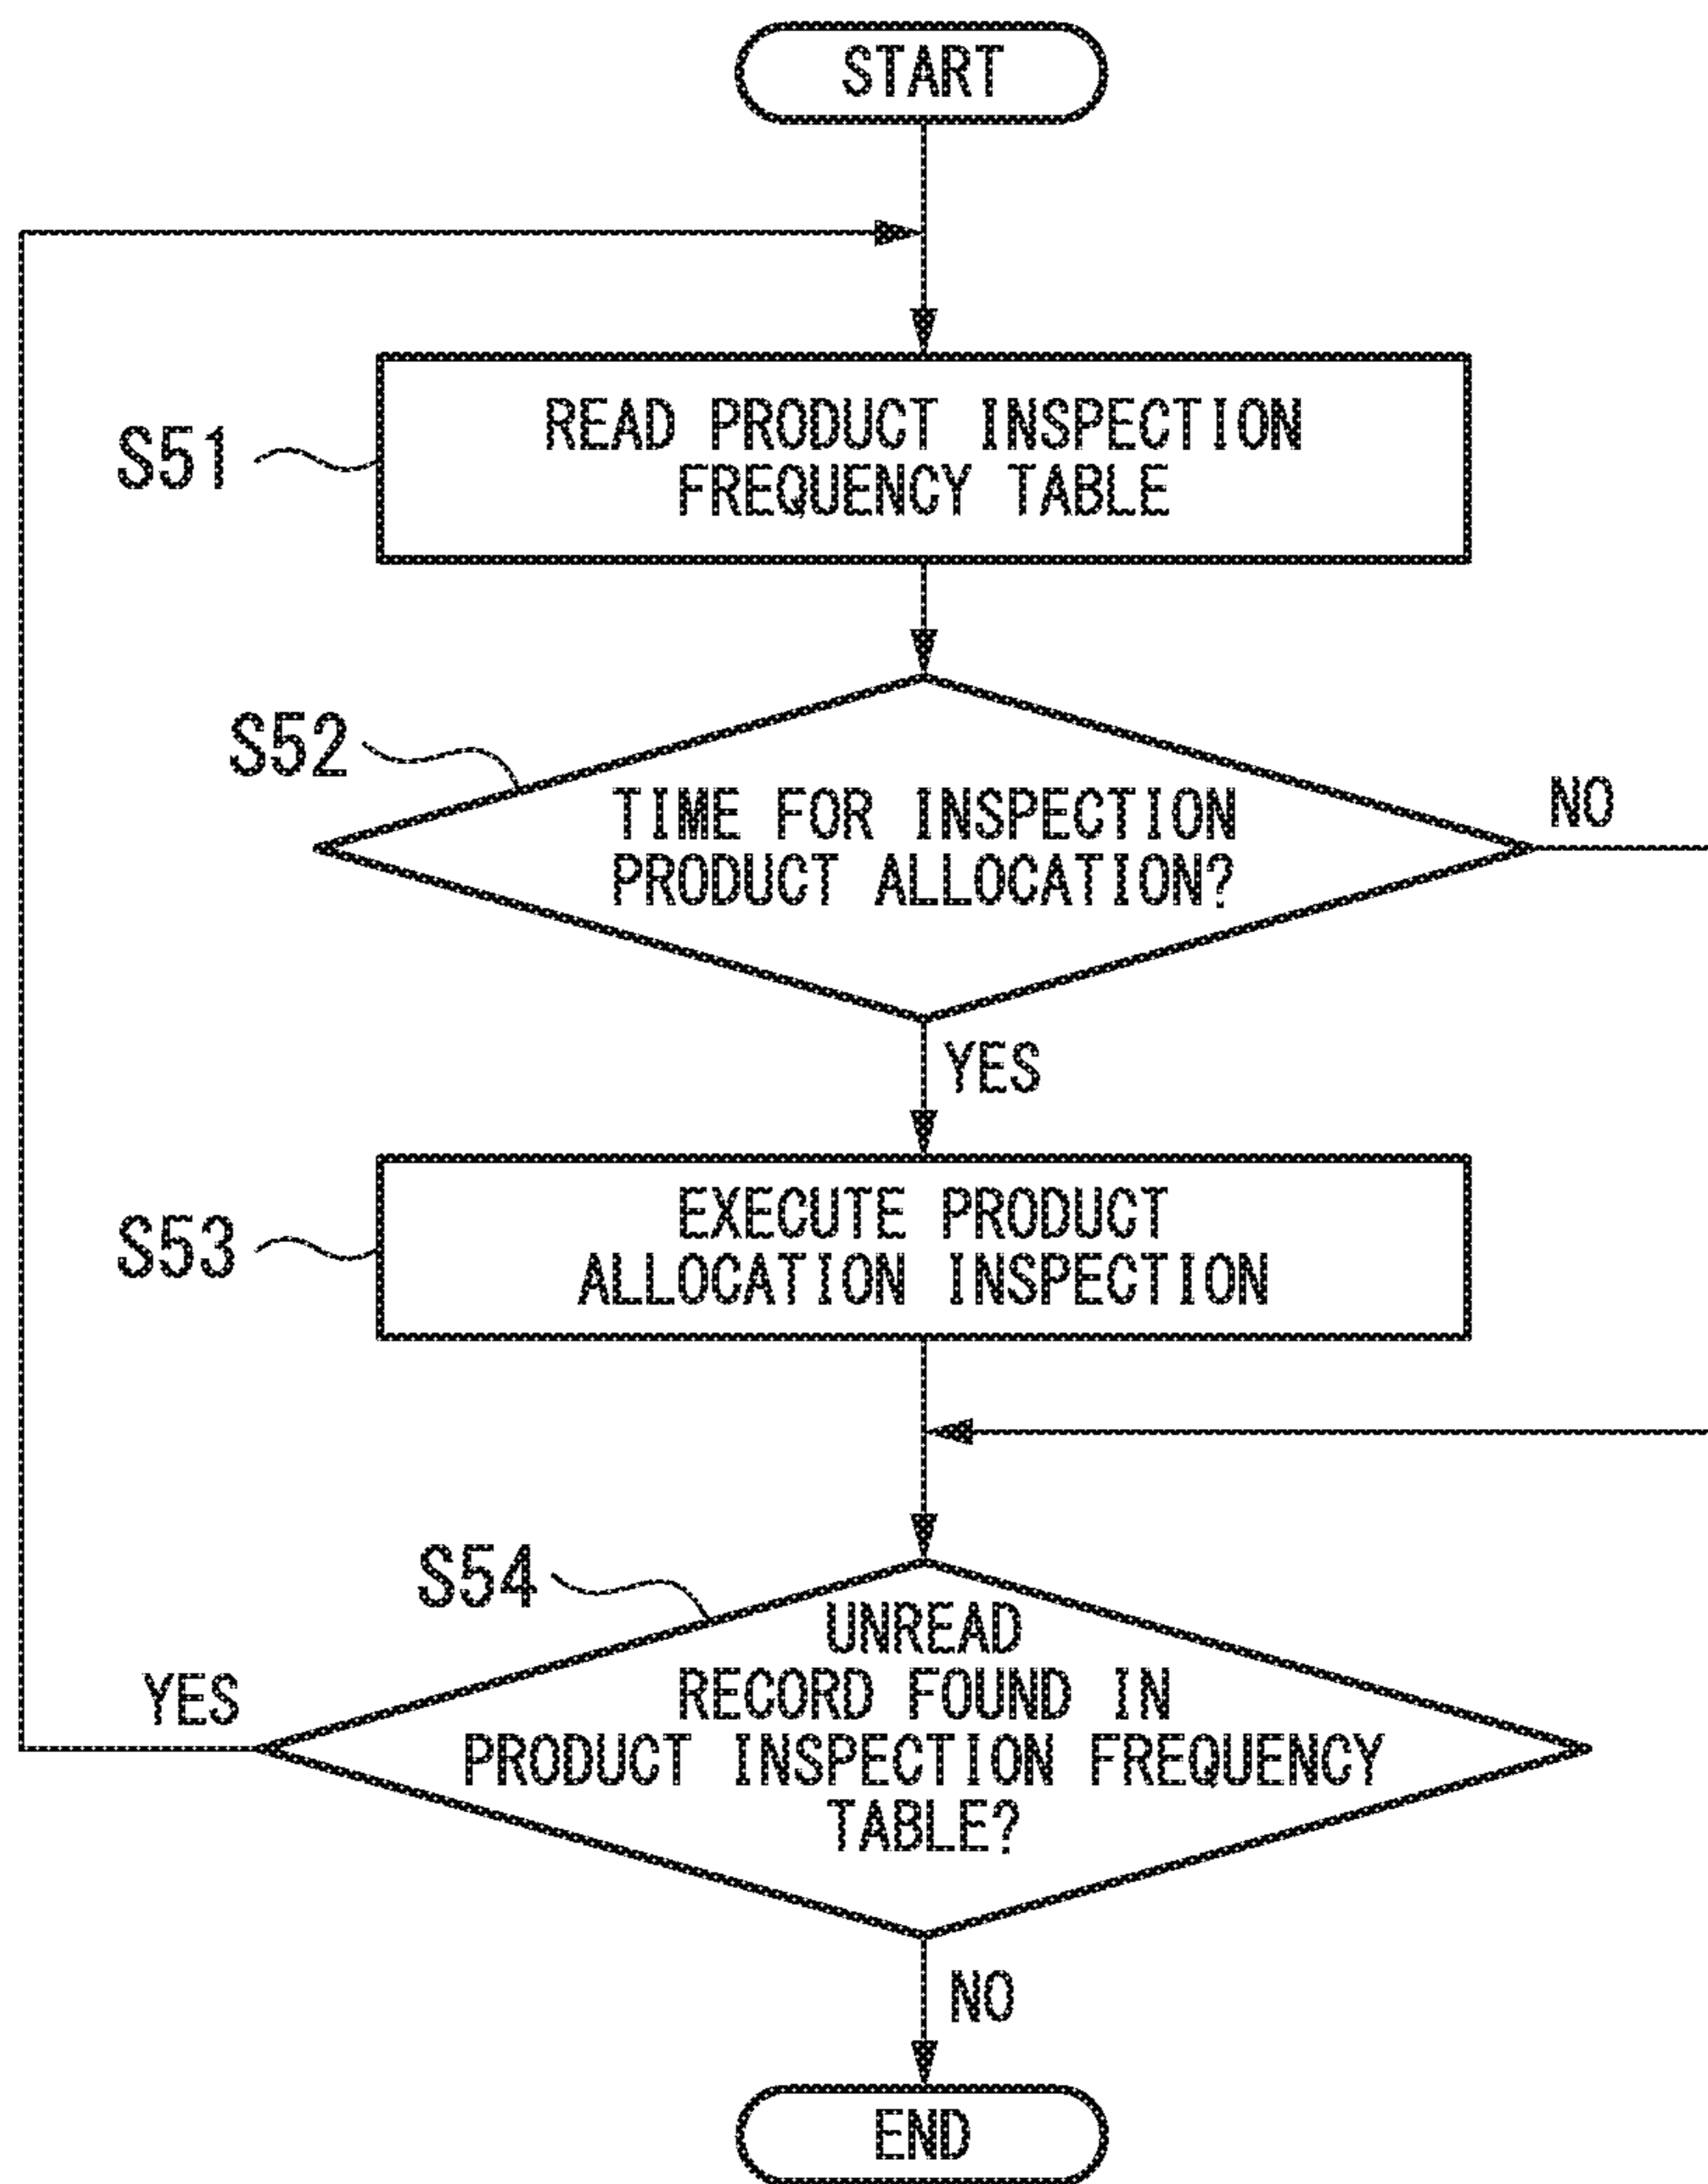 START
S51
READ PRODUCT INSPECTION
FREQUENCY TABLE
S52
TIME FOR INSPECTION
PRODUCT ALLOCATION?
NO
YES
S53
EXECUTE PRODUCT
ALLOCATION INSPECTION
S54
UNREAD
RECORD FOUND IN
PRODUCT INSPECTION FREQUENCY
TABLE?
YES
NO
END